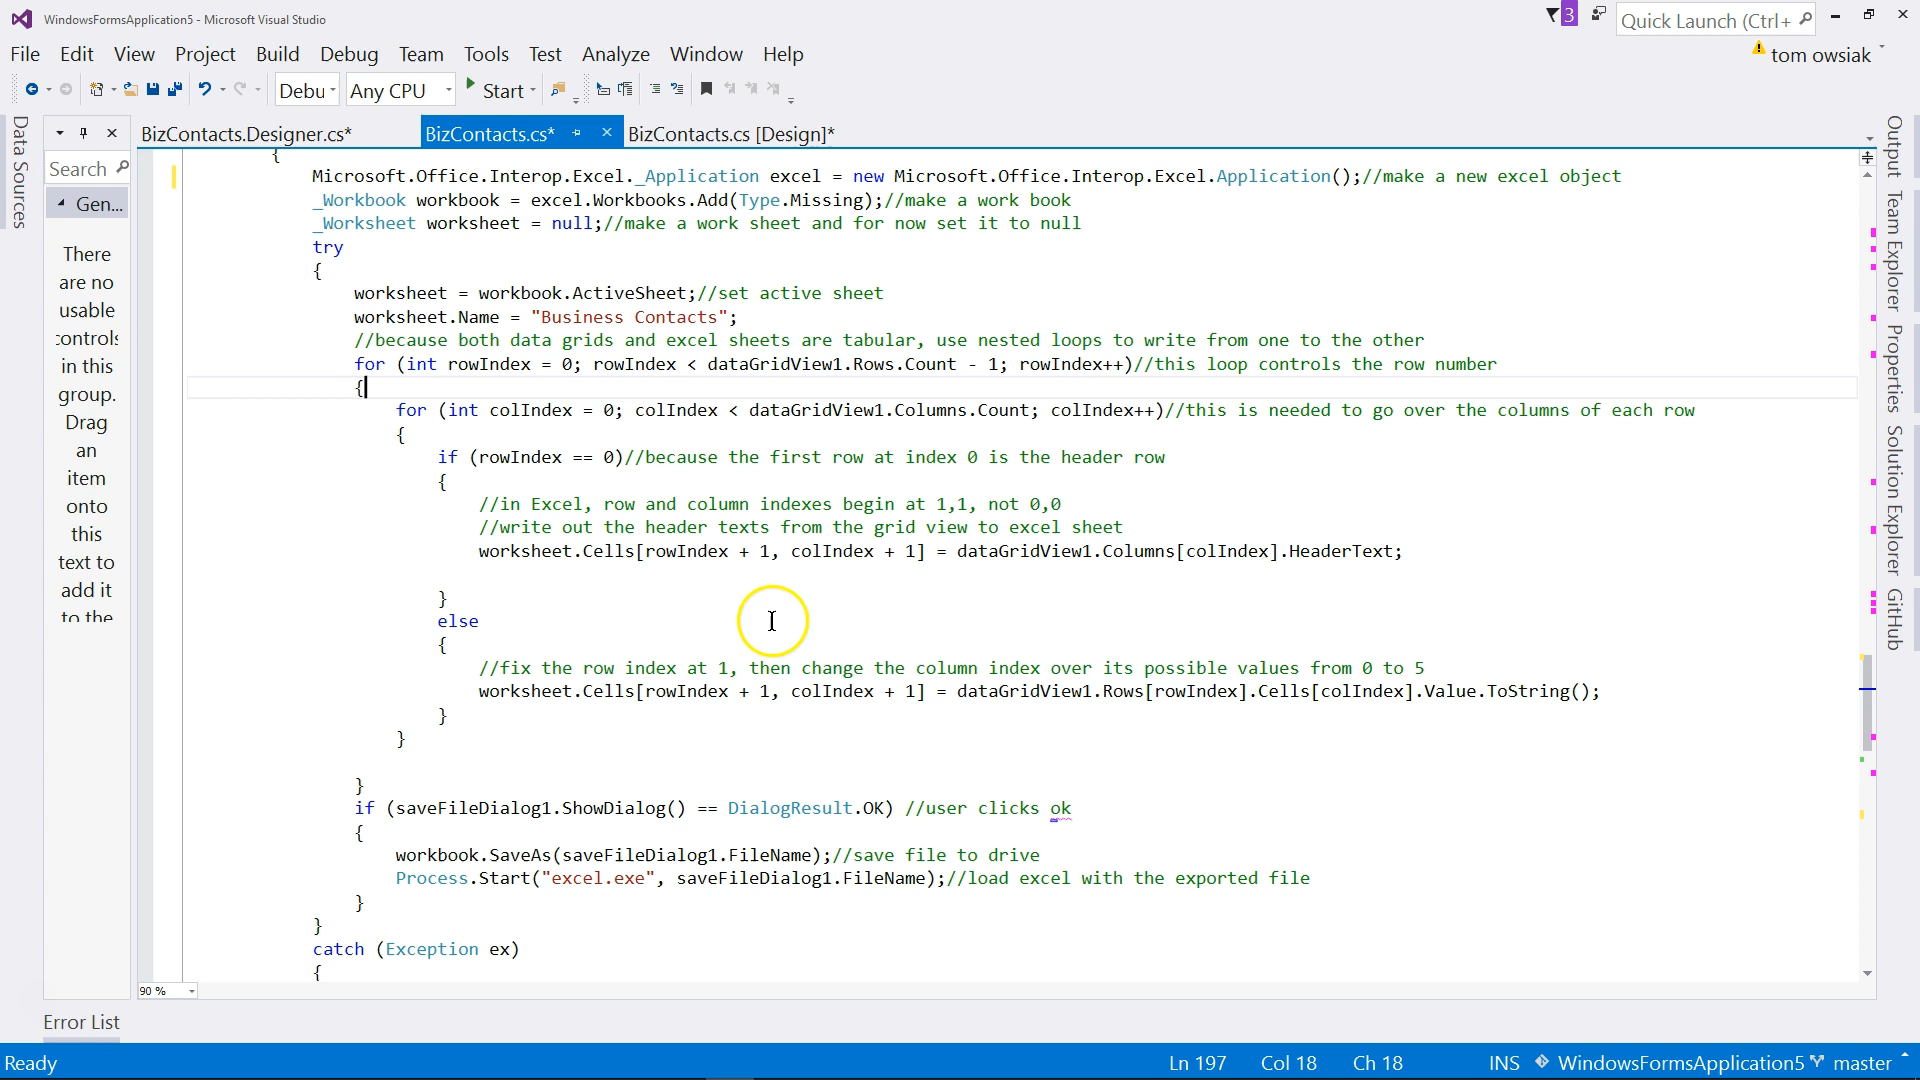 WindowsFormsApplication5 - Microsoft Visual Studio
3
Quick Launch (Ctrl+
File Edit View Project Build Debug Team Tools Test Analyze Window Help
tom owsiak
Debu Any CPU Start
Data Sources
Search
Gen...
There
are no
usable
controls
in this
group.
Drag
an
item
onto
this
text to
add it
to the
BizContacts.Designer.cs*
BizContacts.cs*
BizContacts.cs [Design]*
{
Microsoft.Office.Interop.Excel._Application excel = new Microsoft.Office.Interop.Excel.Application();//make a new excel object
_Workbook workbook = excel.Workbooks.Add(Type.Missing);//make a work book
_Worksheet worksheet = null;//make a work sheet and for now set it to null
try
{
worksheet = workbook.ActiveSheet;//set active sheet
worksheet.Name = "Business Contacts";
//because both data grids and excel sheets are tabular, use nested loops to write from one to the other
for (int rowIndex = 0; rowIndex < dataGridView1.Rows.Count - 1; rowIndex++)//this loop controls the row number
{
for (int colIndex = 0; colIndex < dataGridView1.Columns.Count; colIndex++)//this is needed to go over the columns of each row
{
if (rowIndex == 0)//because the first row at index 0 is the header row
{
//in Excel, row and column indexes begin at 1,1, not 0,0
//write out the header texts from the grid view to excel sheet
worksheet.Cells[rowIndex + 1, colIndex + 1] = dataGridView1.Columns[colIndex].HeaderText;
}
else
{
//fix the row index at 1, then change the column index over its possible values from 0 to 5
worksheet.Cells[rowIndex + 1, colIndex + 1] = dataGridView1.Rows[rowIndex].Cells[colIndex].Value.ToString();
}
}
}
if (saveFileDialog1.ShowDialog() == DialogResult.OK) //user clicks ok
{
workbook.SaveAs(saveFileDialog1.FileName);//save file to drive
Process.Start("excel.exe", saveFileDialog1.FileName);//load excel with the exported file
}
}
catch (Exception ex)
{
90 %
Output
Team Explorer
Properties
Solution Explorer
GitHub
Error List
Ready
Ln 197 Col 18 Ch 18 INS WindowsFormsApplication5 master